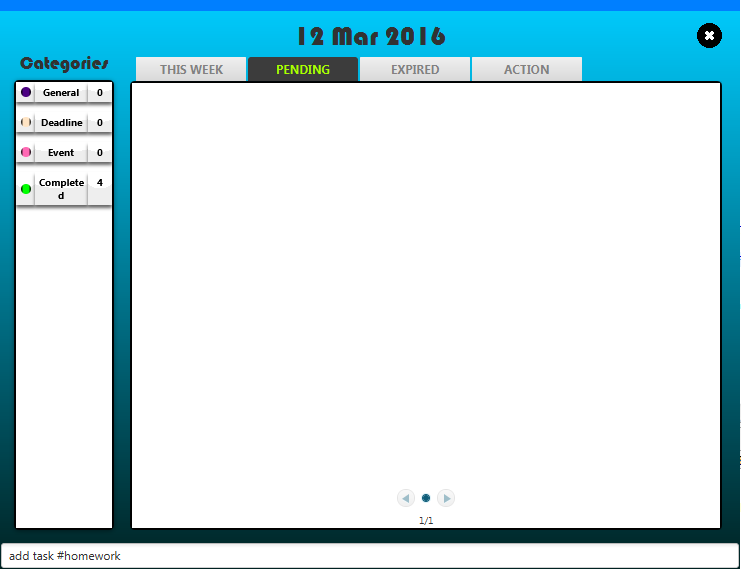 12 Mar 2016
Categories
THIS WEEK PENDING EXPIRED ACTION
General 0
Deadline 0
Event 0
Complete 4
d
1/1
add task #homework